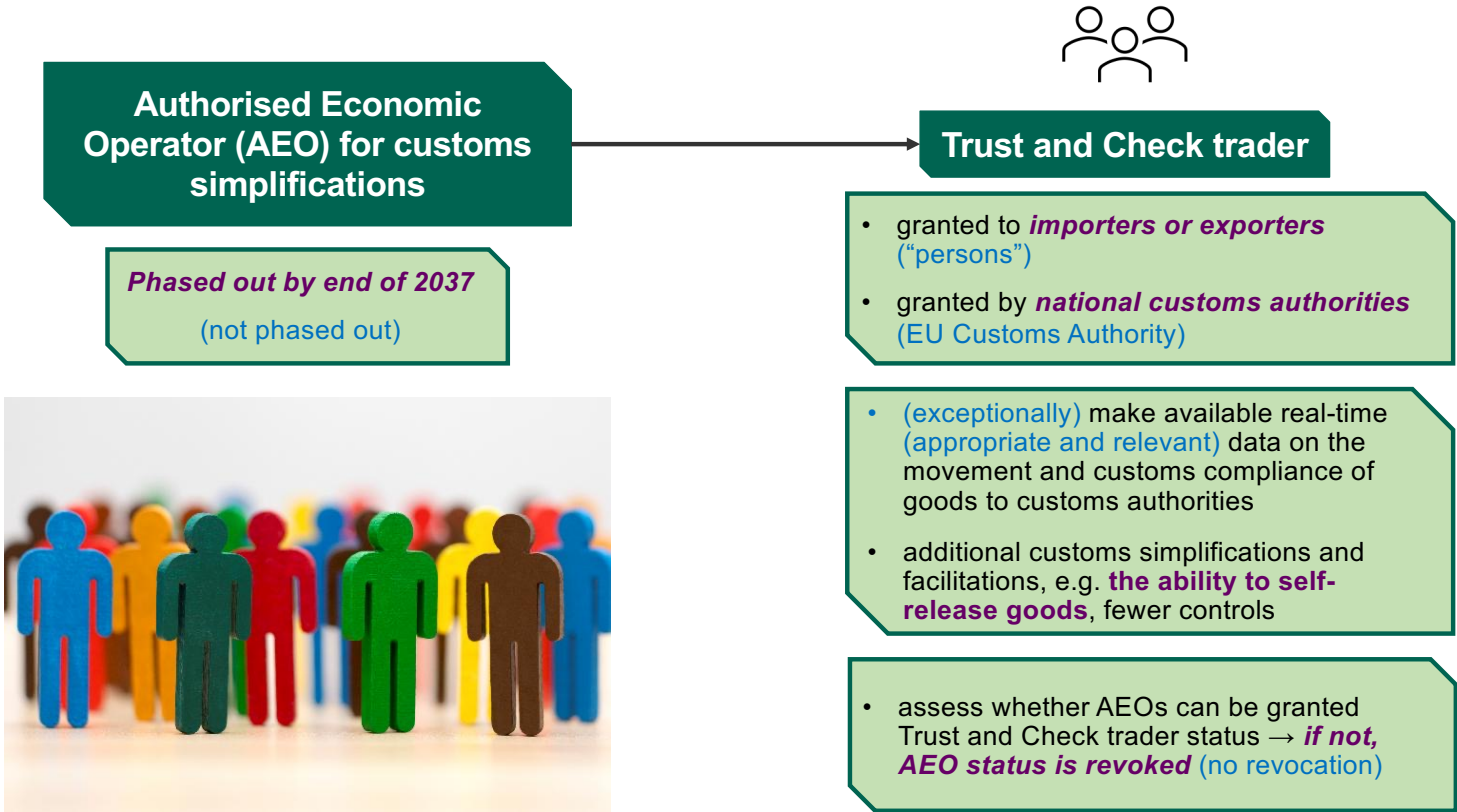 Authorised Economic
Operator (AEO) for customs
simplifications
Phased out by end of 2037
(not phased out)
Trust and Check trader
• granted to importers or exporters
(“persons”)
• granted by national customs authorities
(EU Customs Authority)
• (exceptionally) make available real-time
(appropriate and relevant) data on the
movement and customs compliance of
goods to customs authorities
• additional customs simplifications and
facilitations, e.g. the ability to self-
release goods, fewer controls
• assess whether AEOs can be granted
Trust and Check trader status → if not,
AEO status is revoked (no revocation)